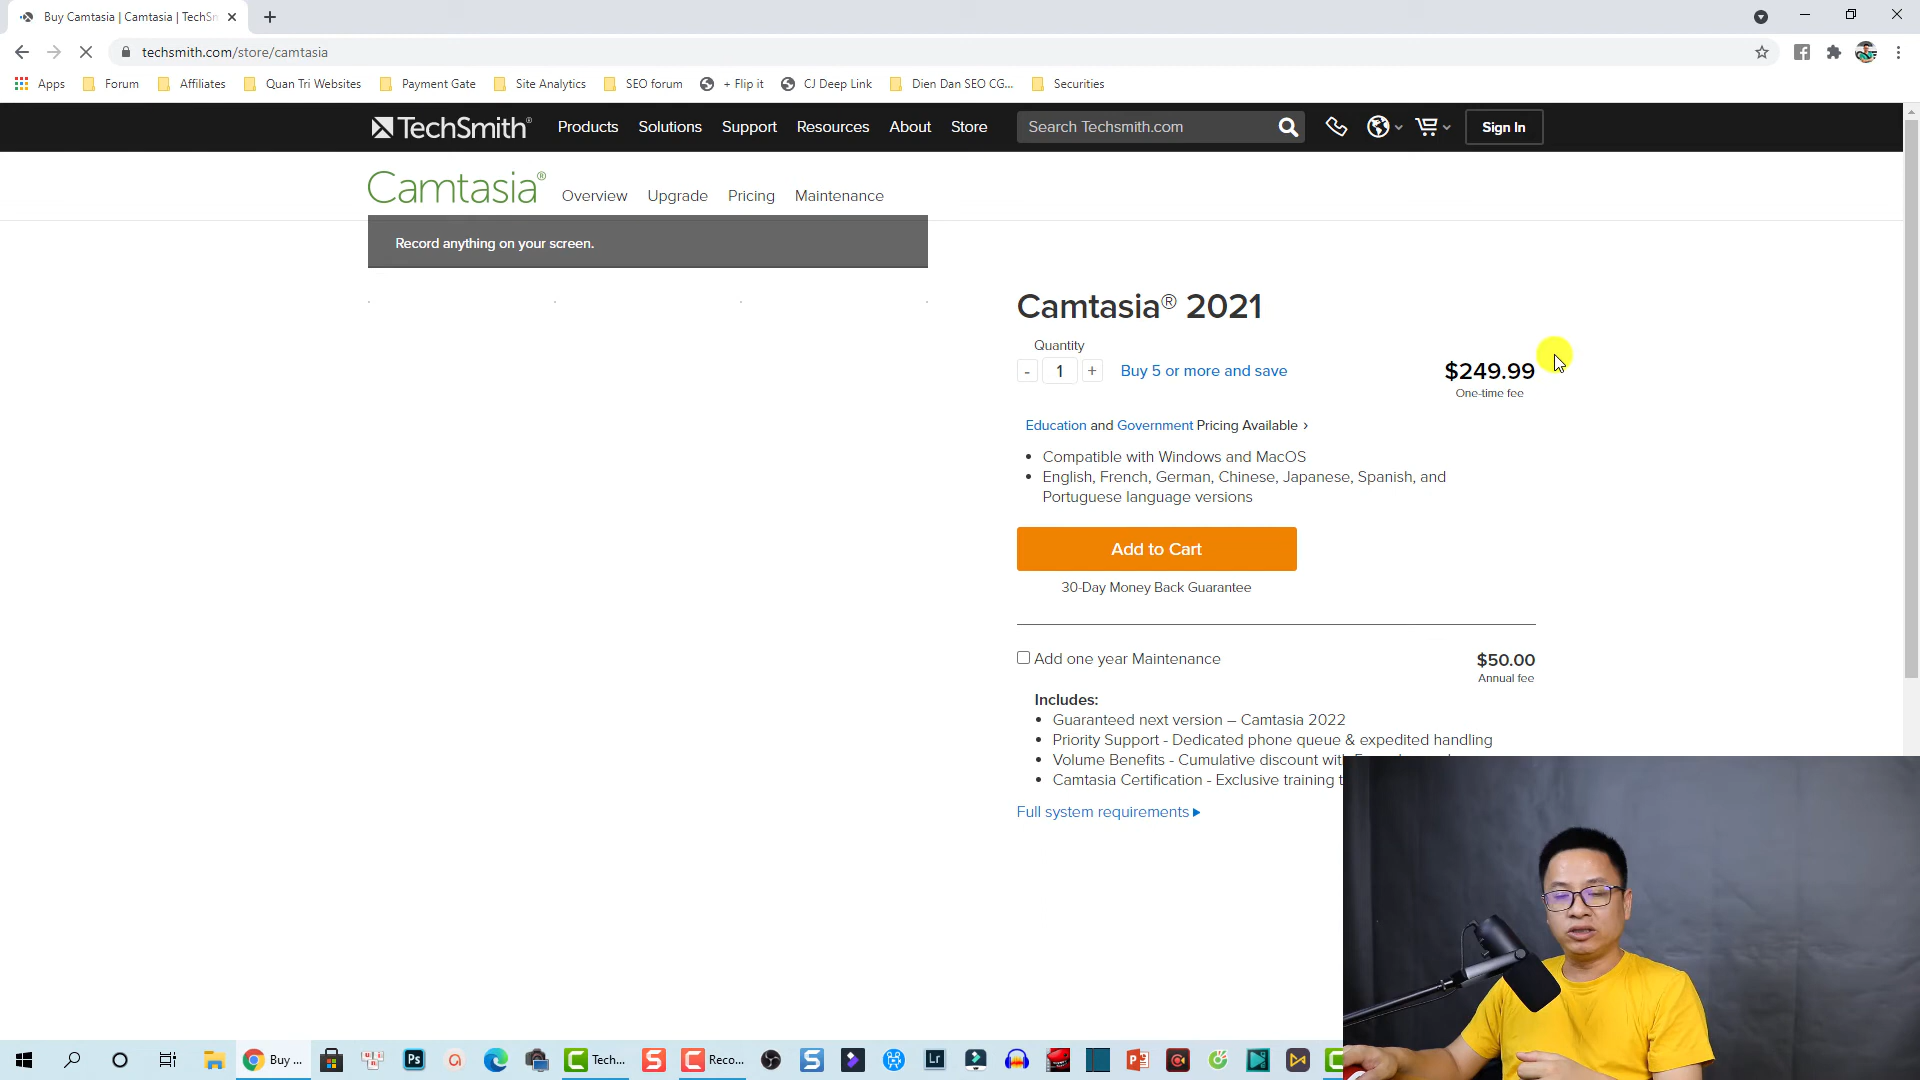 Buy Camtasia | Camtasia | TechSm
techsmith.com/store/camtasia
Apps Forum Affiliates Quan Tri Websites Payment Gate Site Analytics SEO forum + Flip it CJ Deep Link Dien Dan SEO CG... Securities
TechSmith® Products Solutions Support Resources About Store Search Techsmith.com Sign In
Camtasia® Overview Upgrade Pricing Maintenance
Record anything on your screen.
Camtasia® 2021
Quantity
- 1 + Buy 5 or more and save $249.99
One-time fee
Education and Government Pricing Available ›
• Compatible with Windows and MacOS
• English, French, German, Chinese, Japanese, Spanish, and
Portuguese language versions
Add to Cart
30-Day Money Back Guarantee
Add one year Maintenance $50.00
Annual fee
Includes:
• Guaranteed next version – Camtasia 2022
• Priority Support - Dedicated phone queue & expedited handling
• Volume Benefits - Cumulative discount with
• Camtasia Certification - Exclusive training
Full system requirements
Buy ... Ps Tech... Reco... Lr